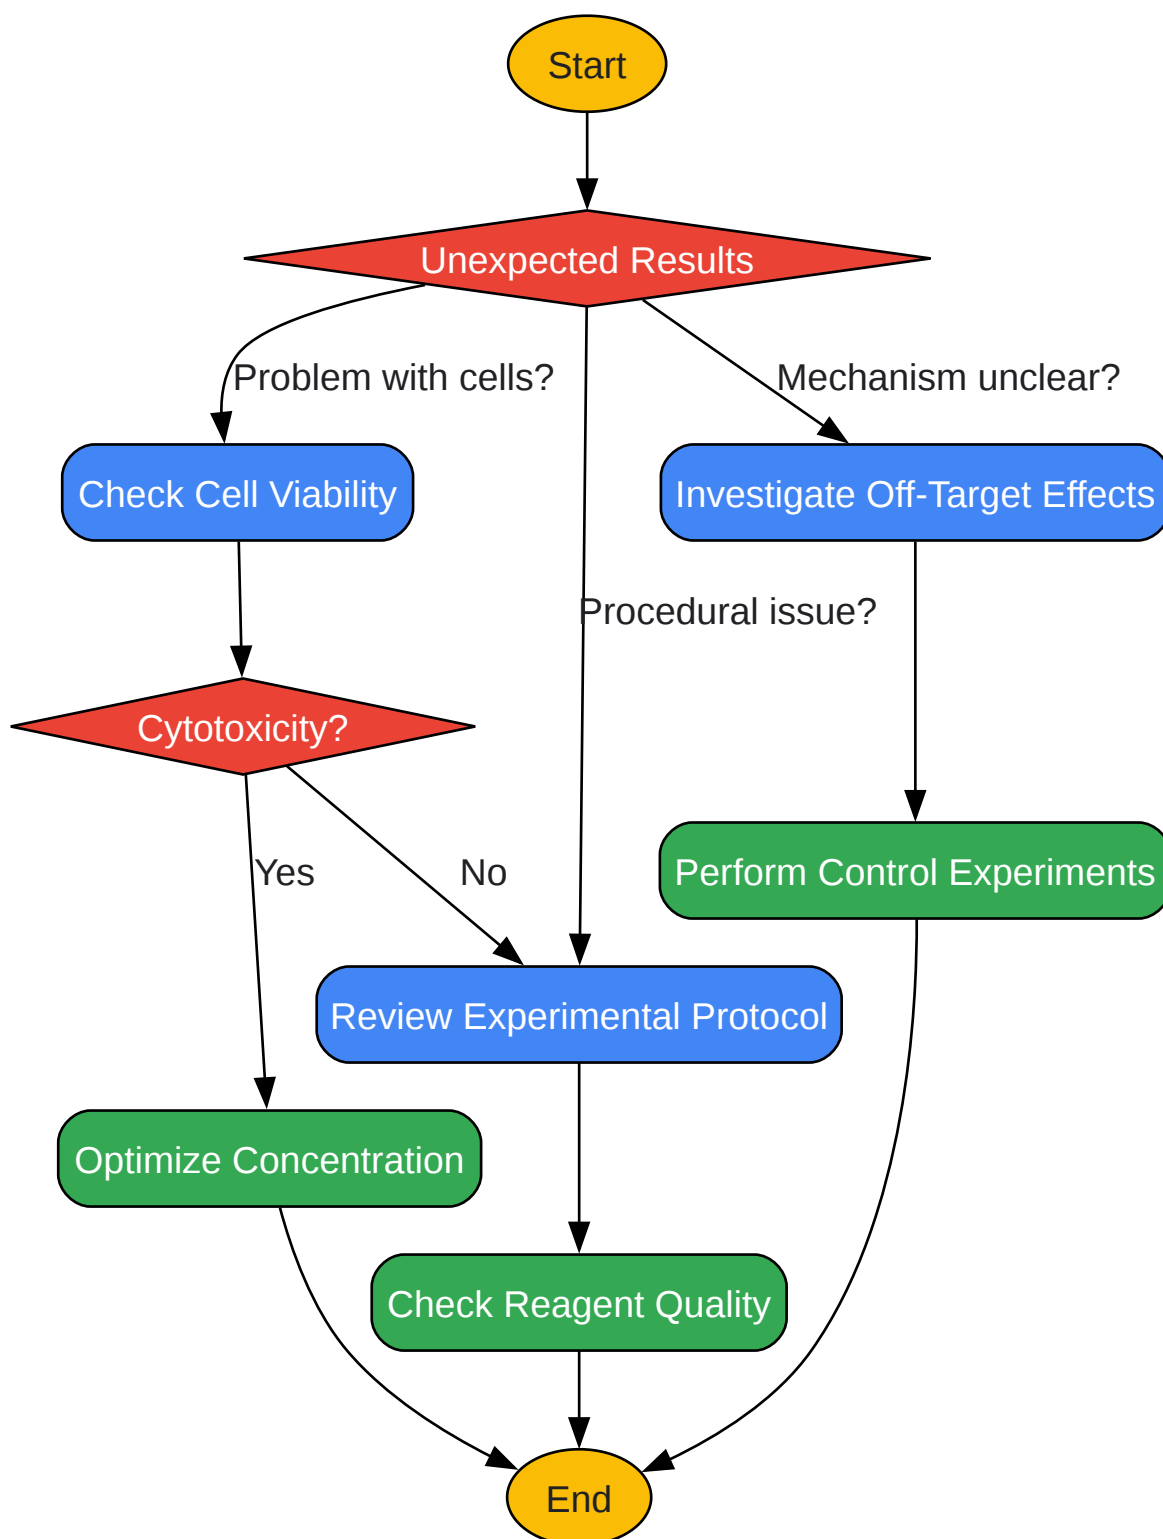 Start
Unexpected Results
Problem with cells?
Mechanism unclear?
Check Cell Viability
Investigate Off-Target Effects
Procedural issue?
Cytotoxicity?
Yes
No
Perform Control Experiments
Review Experimental Protocol
Optimize Concentration
Check Reagent Quality
End